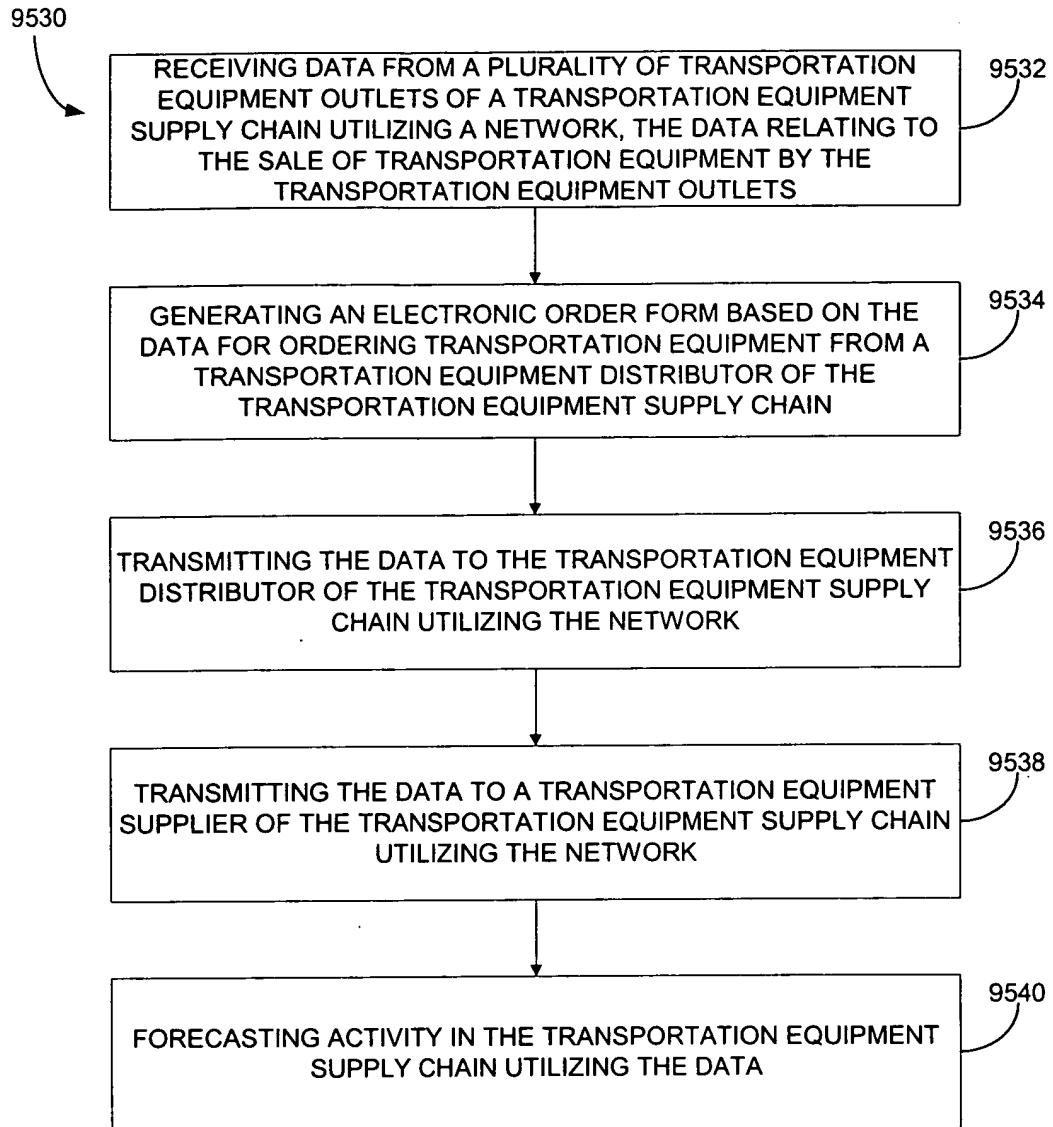 9530
RECEIVING DATA FROM A PLURALITY OF TRANSPORTATION
EQUIPMENT OUTLETS OF A TRANSPORTATION EQUIPMENT
SUPPLY CHAIN UTILIZING A NETWORK, THE DATA RELATING TO
THE SALE OF TRANSPORTATION EQUIPMENT BY THE
TRANSPORTATION EQUIPMENT OUTLETS
9532
GENERATING AN ELECTRONIC ORDER FORM BASED ON THE
DATA FOR ORDERING TRANSPORTATION EQUIPMENT FROM A
TRANSPORTATION EQUIPMENT DISTRIBUTOR OF THE
TRANSPORTATION EQUIPMENT SUPPLY CHAIN
9534
TRANSMITTING THE DATA TO THE TRANSPORTATION EQUIPMENT
DISTRIBUTOR OF THE TRANSPORTATION EQUIPMENT SUPPLY
CHAIN UTILIZING THE NETWORK
9536
TRANSMITTING THE DATA TO A TRANSPORTATION EQUIPMENT
SUPPLIER OF THE TRANSPORTATION EQUIPMENT SUPPLY CHAIN
UTILIZING THE NETWORK
9538
FORECASTING ACTIVITY IN THE TRANSPORTATION EQUIPMENT
SUPPLY CHAIN UTILIZING THE DATA
9540